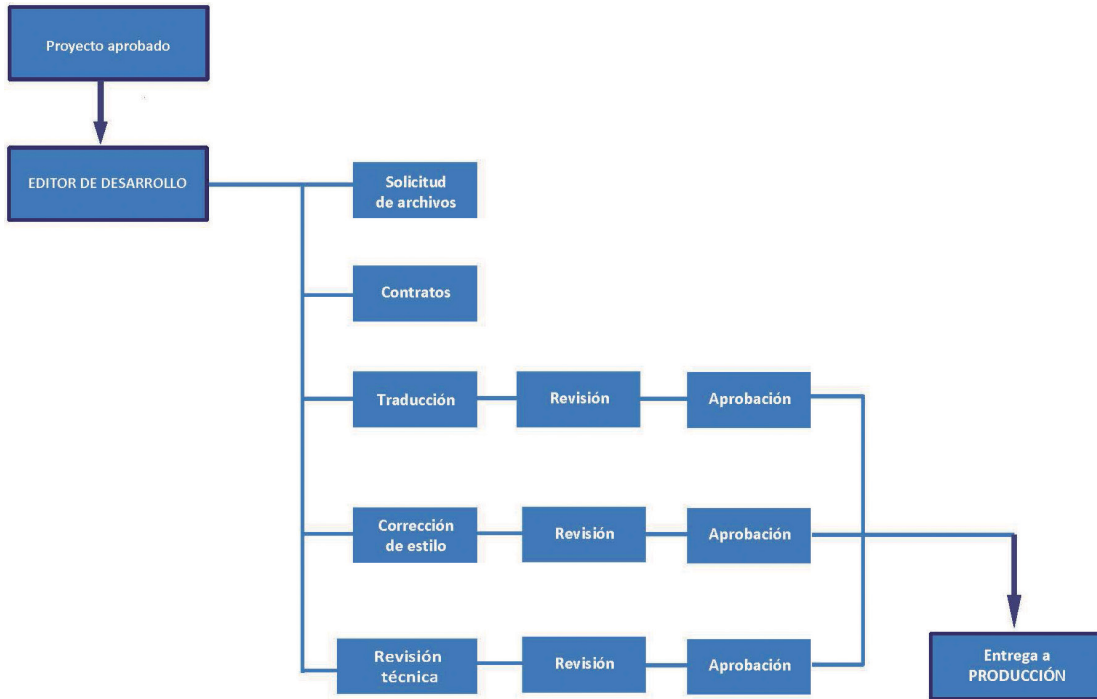 Proyecto aprobado
EDITOR DE DESARROLLO
Solicitud
de archivos
Contratos
Traducción
Revisión
Aprobación
Corrección
de estilo
Revisión
Aprobación
Revisión
técnica
Revisión
Aprobación
Entrega a
PRODUCCIÓN